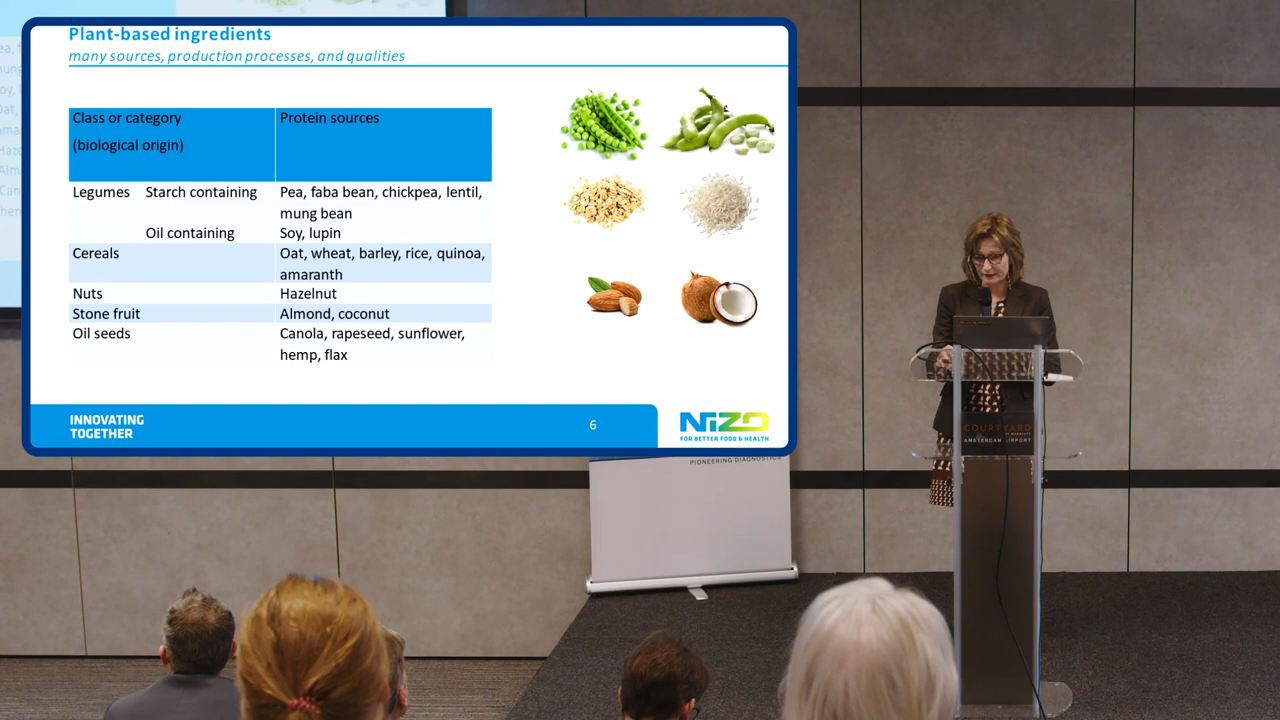 Plant-based ingredients
many sources, production processes, and qualities
Class or category
(biological origin)
Protein sources
Legumes Starch containing
Pea, faba bean, chickpea, lentil,
mung bean
Oil containing
Soy, lupin
Cereals
Oat, wheat, barley, rice, quinoa,
amaranth
Nuts
Hazelnut
Stone fruit
Almond, coconut
Oil seeds
Canola, rapeseed, sunflower,
hemp, flax
INNOVATING
TOGETHER
6
NIZO
FOR BETTER FOOD & HEALTH
PIONEERING DIAGNOSTICS
COURTYARD
BY MARRIOTT
AMSTERDAM AIRPORT